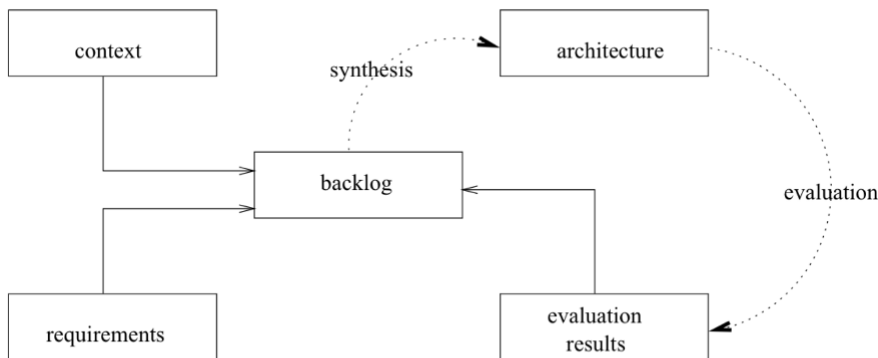 context
architecture
synthesis
backlog
evaluation
requirements
evaluation
results